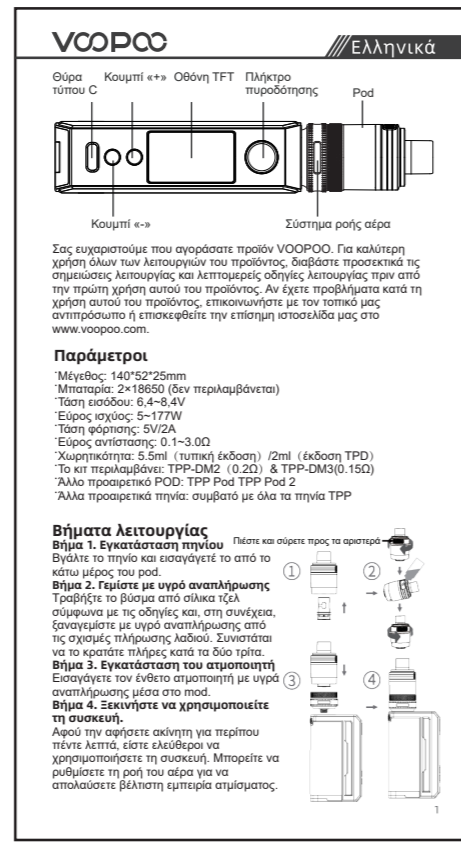 VOOPOO
Ελληνικά
Θύρα τύπου C
Κουμπί «+»
Οθόνη TFT
Πλήκτρο πυροδότησης
Pod
Κουμπί «-»
Σύστημα ροής αέρα
Σας ευχαριστούμε που αγοράσατε προϊόν VOOPOO. Για καλύτερη
χρήση όλων των λειτουργιών του προϊόντος, διαβάστε προσεκτικά τις
σημειώσεις λειτουργίας και λεπτομερείς οδηγίες λειτουργίας πριν από
την πρώτη χρήση αυτού του προϊόντος. Αν έχετε προβλήματα κατά τη
χρήση αυτού του προϊόντος, επικοινωνήστε με τον τοπικό μας
αντιπρόσωπο ή επισκεφθείτε την επίσημη ιστοσελίδα μας στο
www.voopoo.com.
Παράμετροι
·Μέγεθος: 140*52*25mm
·Μπαταρία: 2×18650 (δεν περιλαμβάνεται)
·Τάση εισόδου: 6,4~8,4V
·Εύρος ισχύος: 5~177W
·Τάση φόρτισης: 5V/2A
·Εύρος αντίστασης: 0.1~3.0Ω
·Χωρητικότητα: 5.5ml（τυπική έκδοση）/2ml（έκδοση TPD）
·Το κιτ περιλαμβάνει: TPP-DM2（0.2Ω）& TPP-DM3(0.15Ω)
·Άλλο προαιρετικό POD: TPP Pod TPP Pod 2
·Άλλα προαιρετικά πηνία: συμβατό με όλα τα πηνία TPP
Βήματα λειτουργίας
Βήμα 1. Εγκατάσταση πηνίου
Βγάλτε το πηνίο και εισαγάγετέ το από το
κάτω μέρος του pod.
Βήμα 2. Γεμίστε με υγρό αναπλήρωσης
Τραβήξτε το βύσμα από σίλικα τζελ
σύμφωνα με τις οδηγίες και, στη συνέχεια,
ξαναγεμίστε με υγρό αναπλήρωσης από
τις σχισμές πλήρωσης λαδιού. Συνιστάται
να το κρατάτε πλήρες κατά τα δύο τρίτα.
Βήμα 3. Εγκατάσταση του ατμοποιητή
Εισαγάγετε τον ένθετο ατμοποιητή με υγρό
αναπλήρωσης μέσα στο mod.
Βήμα 4. Ξεκινήστε να χρησιμοποιείτε
τη συσκευή.
Αφού την αφήσετε ακίνητη για περίπου
πέντε λεπτά, είστε ελεύθεροι να
χρησιμοποιήσετε τη συσκευή. Μπορείτε να
ρυθμίσετε τη ροή του αέρα για να
απολαύσετε βέλτιστη εμπειρία ατμίσματος.
Πιέστε και σύρετε προς τα αριστερά
①
②
③
④
1